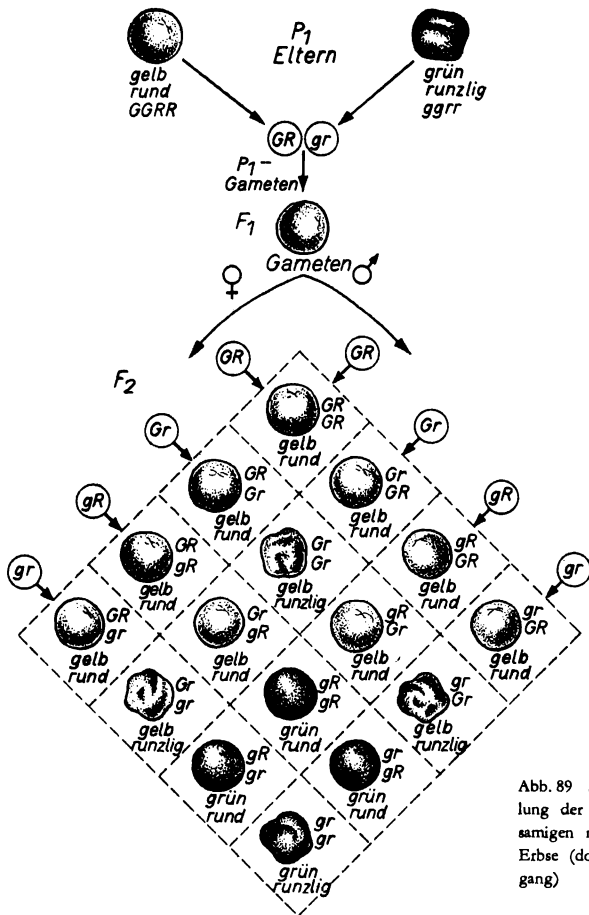 P1
Eltern
gelb
rund
GGRR
grün
runzlig
ggrr
GR
gr
P1-
Gameten
F1
Gameten
♀
♂
F2
GR
GR
GR
GR
gelb
rund
Gr
Gr
GR
Gr
gelb
rund
Gr
GR
gelb
rund
gR
gR
GR
gR
gelb
rund
Gr
Gr
gelb
runzlig
gR
GR
gelb
rund
gr
gr
GR
gr
gelb
rund
Gr
gR
gelb
rund
gR
Gr
gelb
rund
gr
GR
gelb
rund
Gr
gr
gelb
runzlig
gR
gR
grün
rund
gr
Gr
gelb
runzlig
gR
gr
grün
rund
gr
gR
grün
rund
gr
gr
grün
runzlig
Abb. 89
lung der
samigen
Erbse (do
gang)